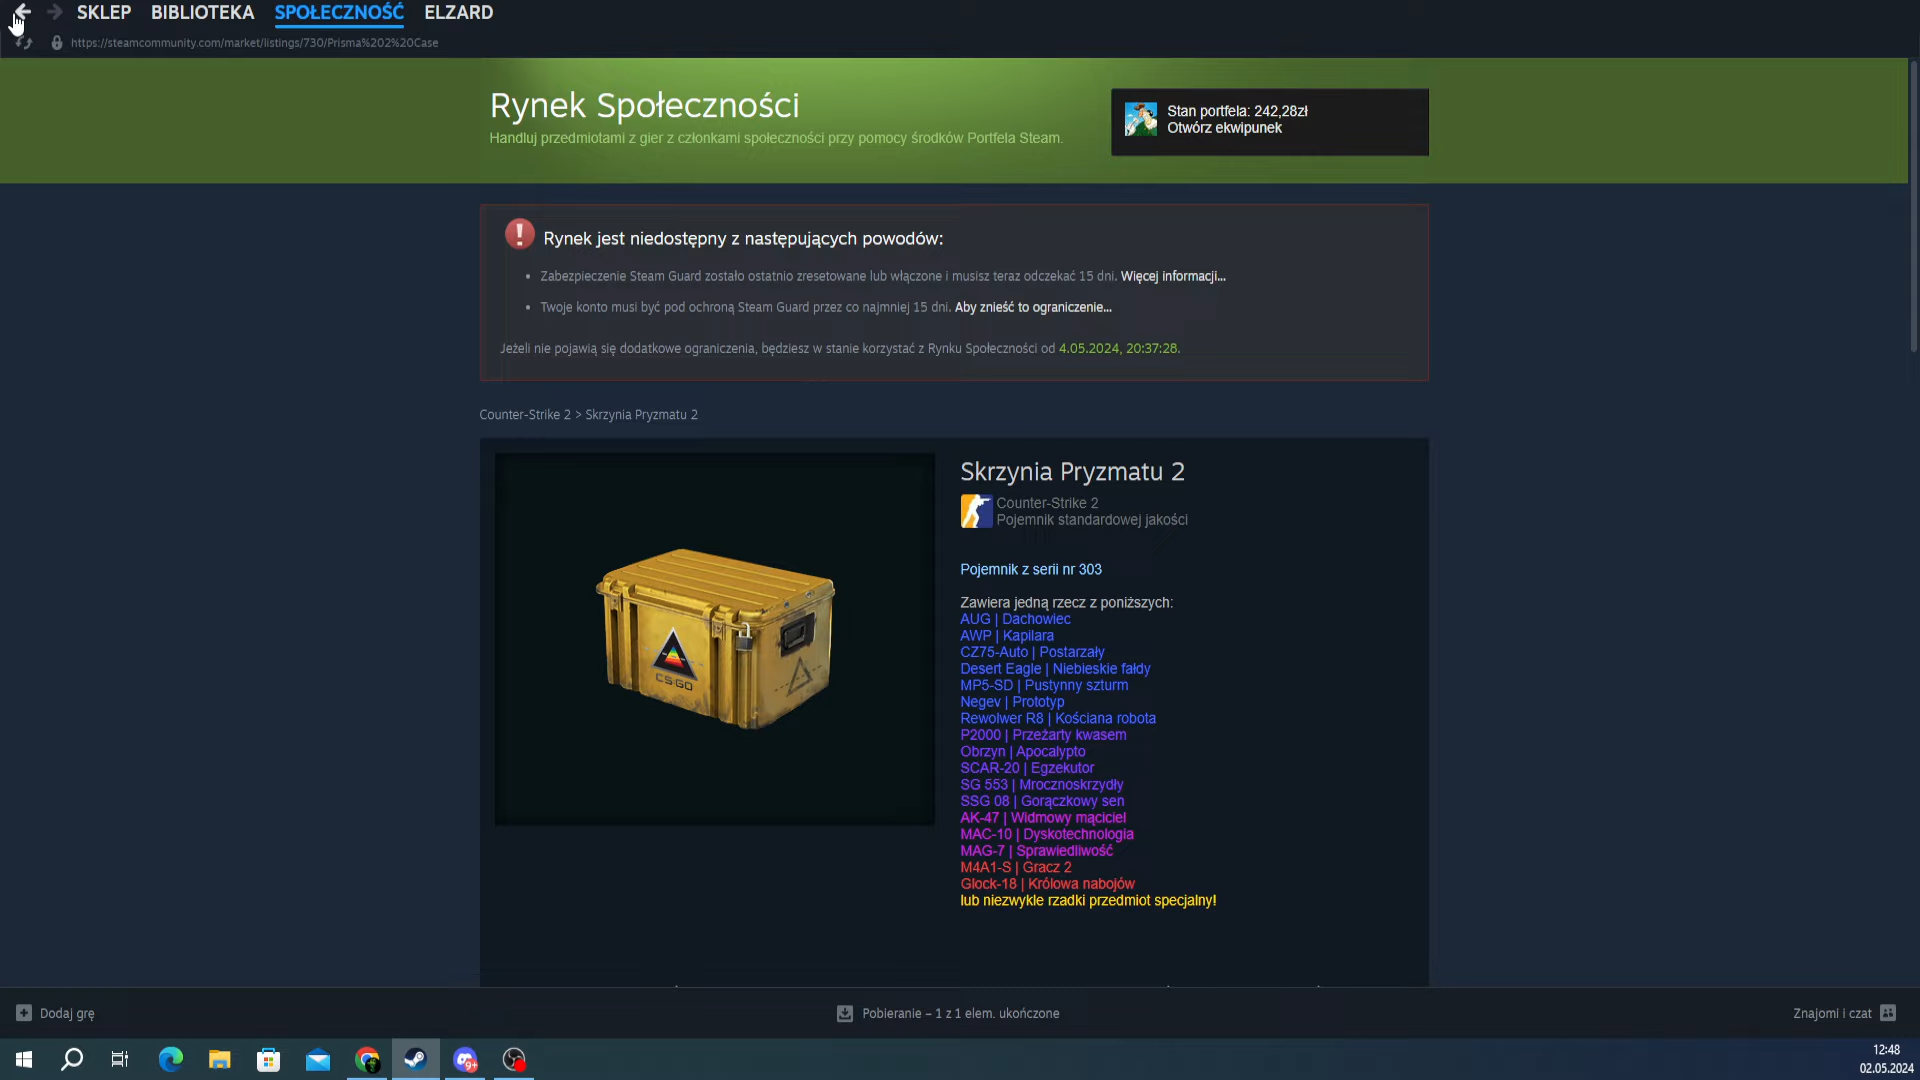 SKLEP BIBLIOTEKA SPOŁECZNOŚĆ ELZARD
https://steamcommunity.com/market/listings/730/Prisma%202%20Case
Rynek Społeczności
Handluj przedmiotami z gier z członkami społeczności przy pomocy środków Portfela Steam.
Stan portfela: 242,28zł
Otwórz ekwipunek
Rynek jest niedostępny z następujących powodów:
Zabezpieczenie Steam Guard zostało ostatnio zresetowane lub włączone i musisz teraz odczekać 15 dni. Więcej informacji...
Twoje konto musi być pod ochroną Steam Guard przez co najmniej 15 dni. Aby znieść to ograniczenie...
Jeżeli nie pojawią się dodatkowe ograniczenia, będziesz w stanie korzystać z Rynku Społeczności od 4.05.2024, 20:37:28.
Counter-Strike 2 > Skrzynia Pryzmatu 2
CS:GO
Skrzynia Pryzmatu 2
Counter-Strike 2
Pojemnik standardowej jakości
Pojemnik z serii nr 303
Zawiera jedną rzecz z poniższych:
AUG | Dachowiec
AWP | Kapilara
CZ75-Auto | Postarzały
Desert Eagle | Niebieskie fałdy
MP5-SD | Pustynny szturm
Negev | Prototyp
Rewolwer R8 | Kościana robota
P2000 | Przeżarty kwasem
Obrzyn | Apocalypto
SCAR-20 | Egzekutor
SG 553 | Mrocznoskrzydły
SSG 08 | Gorączkowy sen
AK-47 | Widmowy mąciciel
MAC-10 | Dyskotechnologia
MAG-7 | Sprawiedliwość
M4A1-S | Gracz 2
Glock-18 | Królowa nabojów
lub niezwykle rzadki przedmiot specjalny!
Dodaj grę
Pobieranie – 1 z 1 elem. ukończone
Znajomi i czat
9+
12:48
02.05.2024